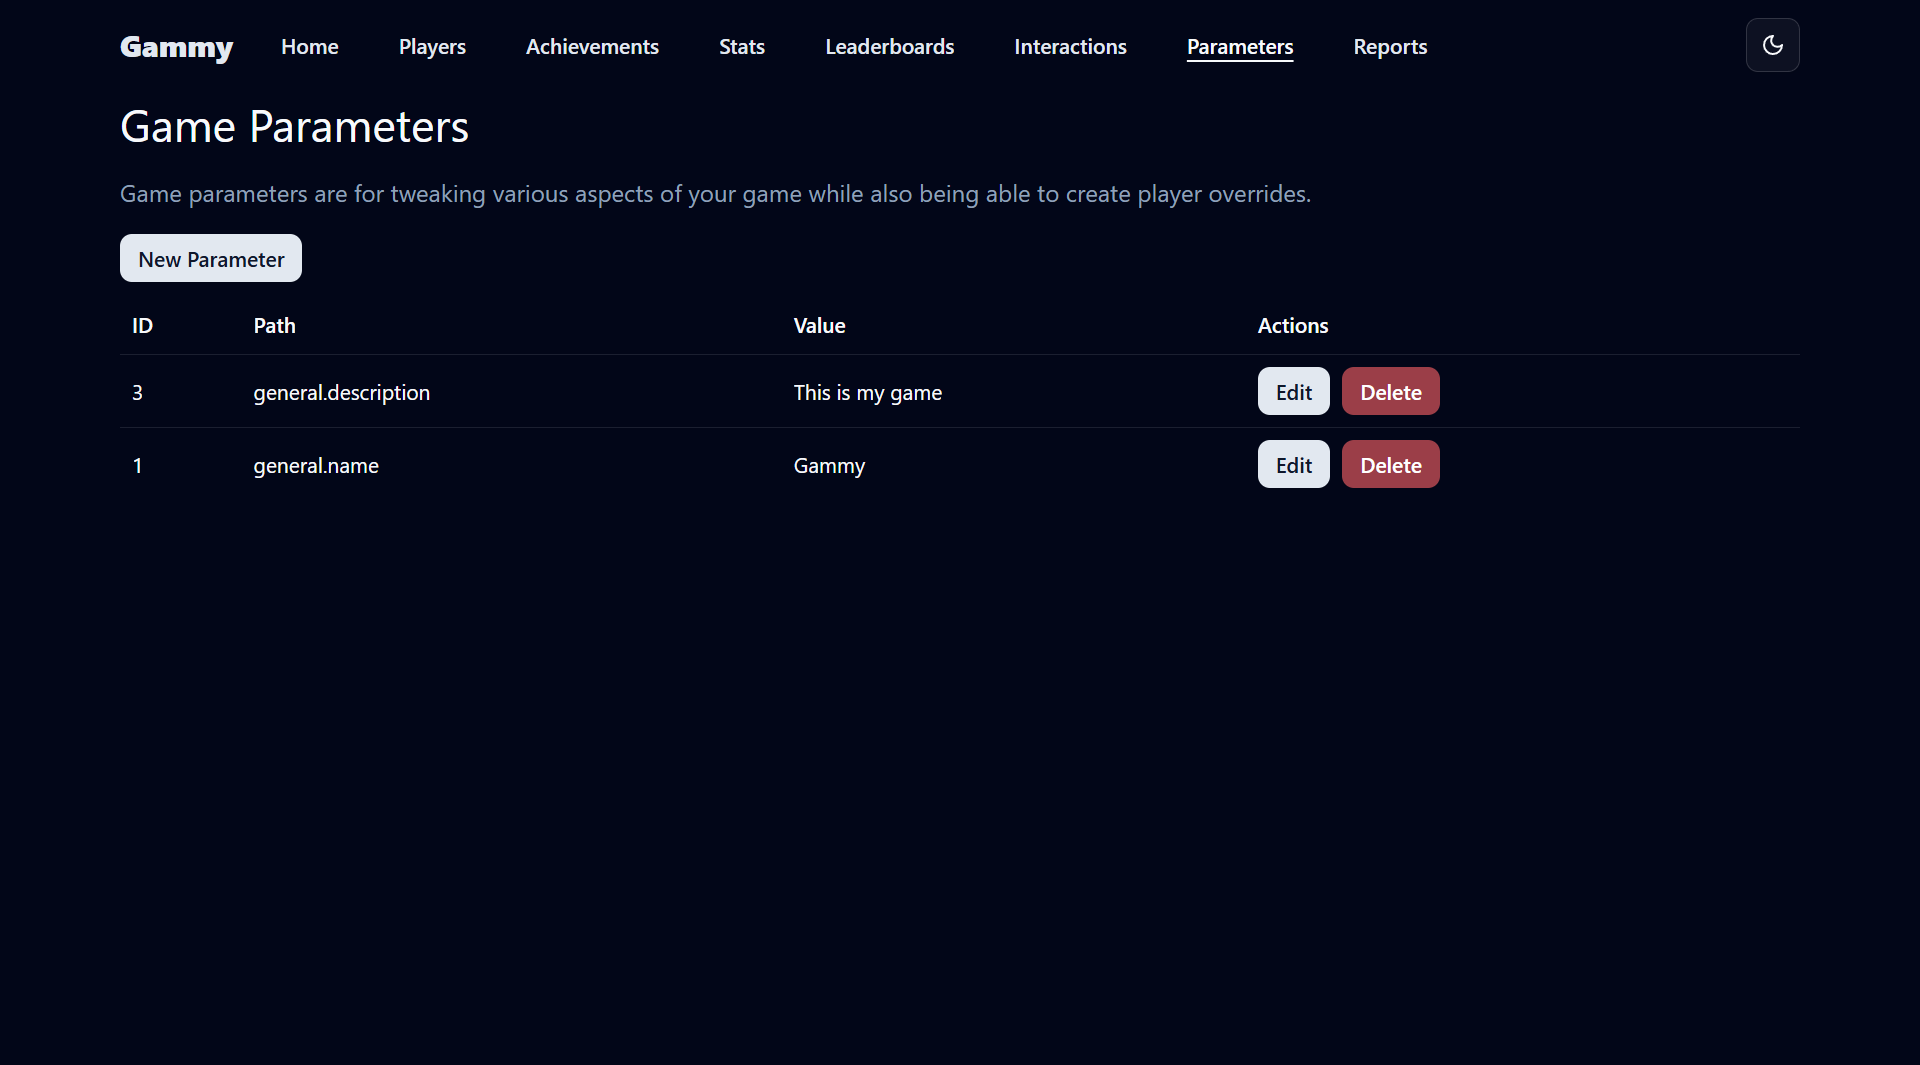 Gammy Home Players Achievements Stats Leaderboards Interactions Parameters Reports
Game Parameters
Game parameters are for tweaking various aspects of your game while also being able to create player overrides.
New Parameter
ID Path Value Actions
3 general.description This is my game Edit Delete
1 general.name Gammy Edit Delete